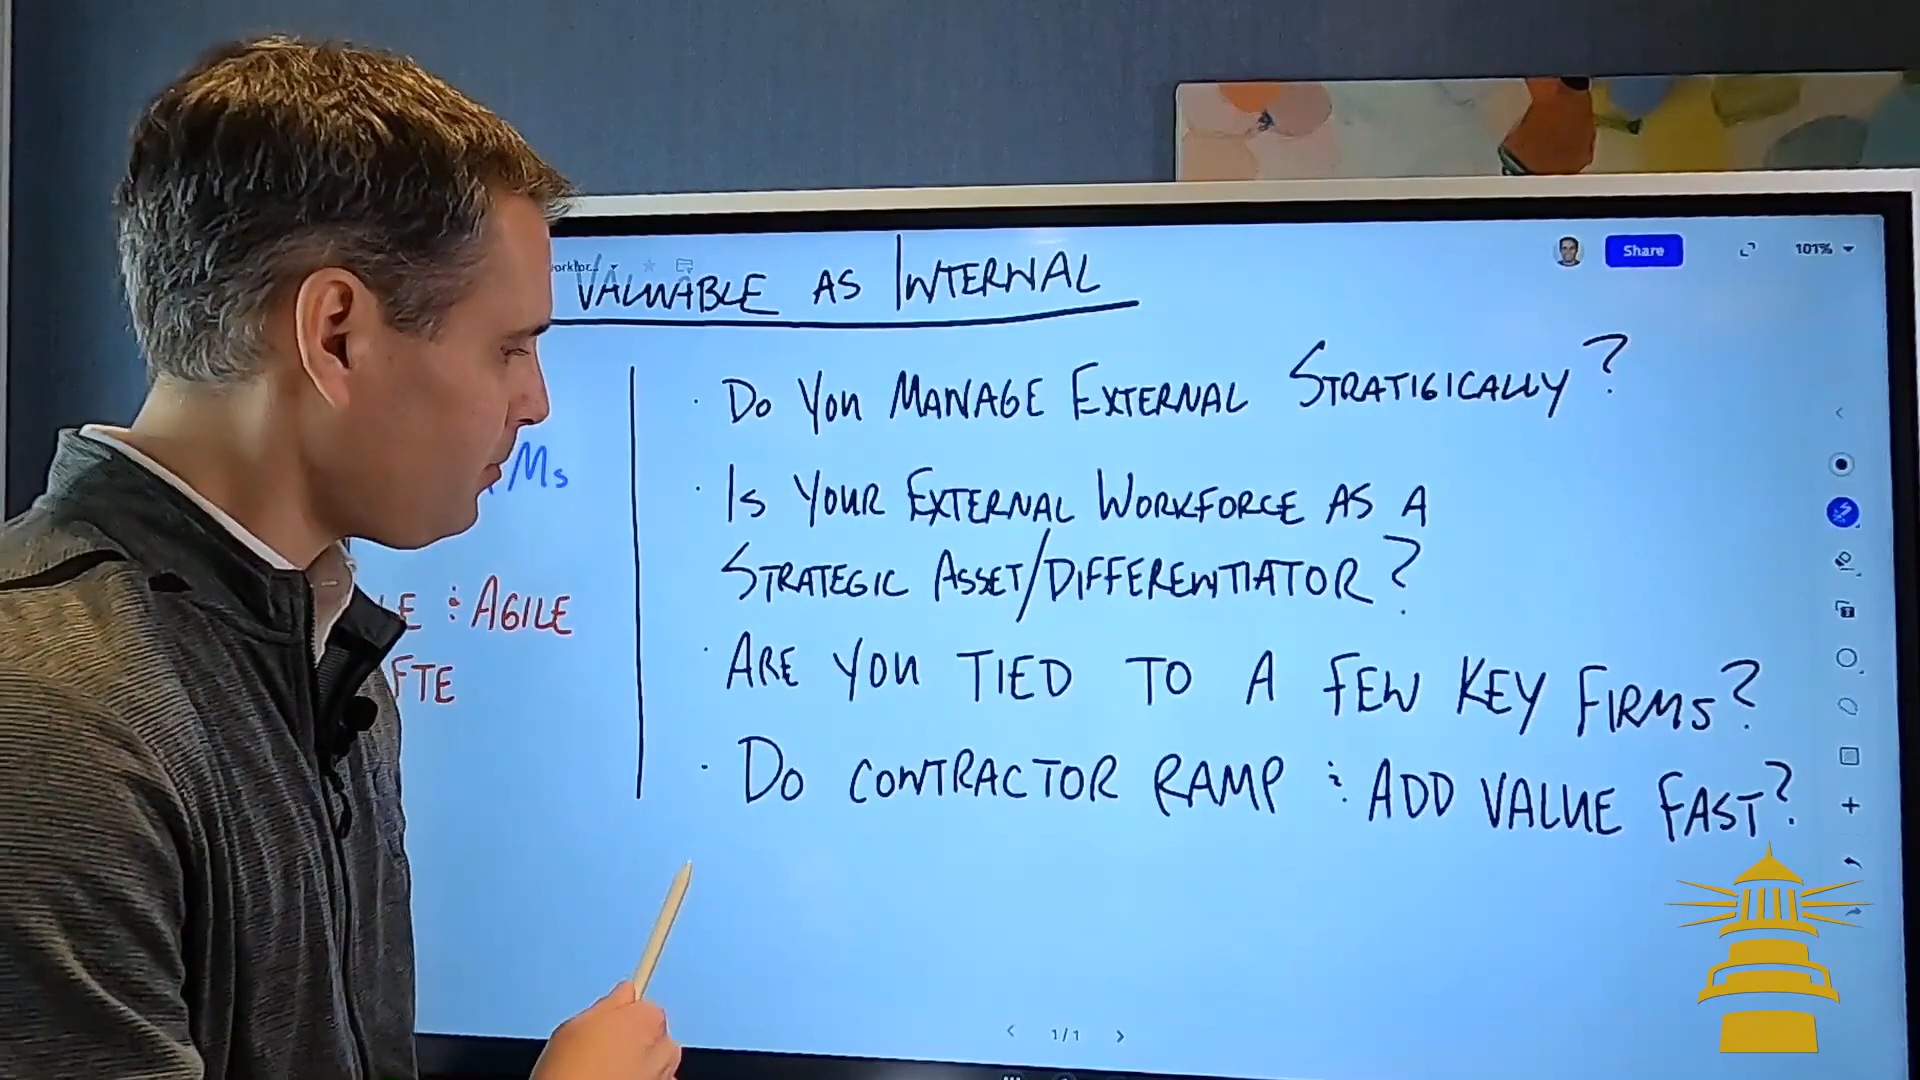 orkfor...
Share
101%
VALUABLE AS INTERNAL
· DO YOU MANAGE EXTERNAL STRATIGICALLY?
Ms
· IS YOUR EXTERNAL WORKFORCE AS A
STRATEGIC ASSET/DIFFERENTIATOR?
LE & AGILE
FTE
· ARE YOU TIED TO A FEW KEY FIRMS?
· DO CONTRACTOR RAMP & ADD VALUE FAST?
1/1